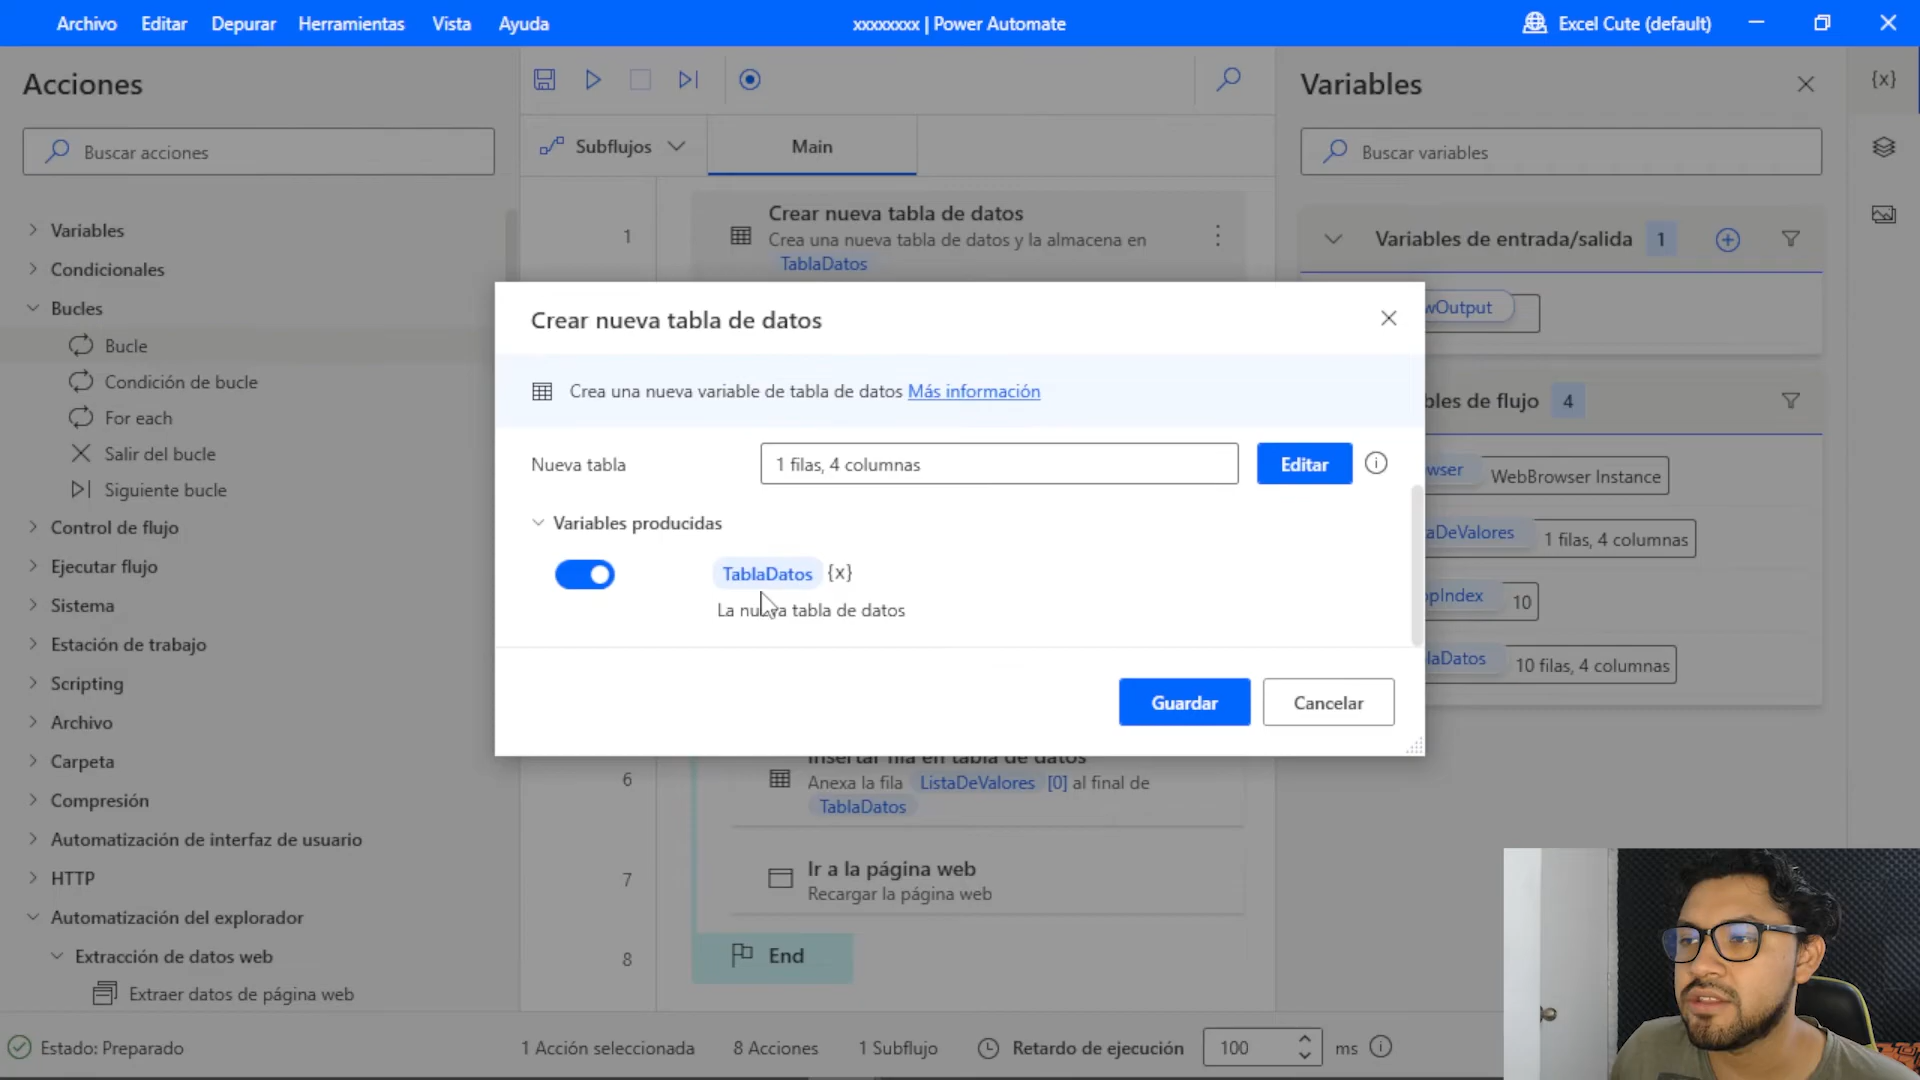 Archivo Editar Depurar Herramientas Vista Ayuda
xxxxxxxx | Power Automate
Excel Cute (default)
Acciones
Buscar acciones
Variables
Condicionales
Bucles
Bucle
Condición de bucle
For each
Salir del bucle
Siguiente bucle
Control de flujo
Ejecutar flujo
Sistema
Estación de trabajo
Scripting
Archivo
Carpeta
Compresión
Automatización de interfaz de usuario
HTTP
Automatización del explorador
Extracción de datos web
Extraer datos de página web
Subflujos
Main
1
Crear nueva tabla de datos
Crea una nueva tabla de datos y la almacena en
TablaDatos
Crear nueva tabla de datos
Crea una nueva variable de tabla de datos Más información
Nueva tabla
1 filas, 4 columnas
Editar
Variables producidas
TablaDatos {x}
La nueva tabla de datos
Guardar
Cancelar
6
Insertar fila en tabla de datos
Anexa la fila ListaDeValores [0] al final de
TablaDatos
7
Ir a la página web
Recargar la página web
8
End
Variables
{x}
Buscar variables
Variables de entrada/salida 1
wOutput
bles de flujo 4
wser WebBrowser Instance
aDeValores 1 filas, 4 columnas
pIndex 10
laDatos 10 filas, 4 columnas
Estado: Preparado
1 Acción seleccionada
8 Acciones
1 Subflujo
Retardo de ejecución
100
ms